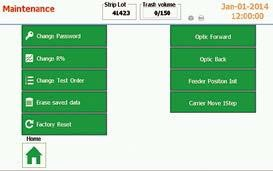 Maintenance
Strip Lot
41423
Trash volume
0/150
Jan-01-2014
12:00:00
Change Password
Change R%
Change Test Order
Erase saved data
Factory Reset
Optic Forward
Optic Back
Feeder Position Init
Carrier Move 1Step
Home